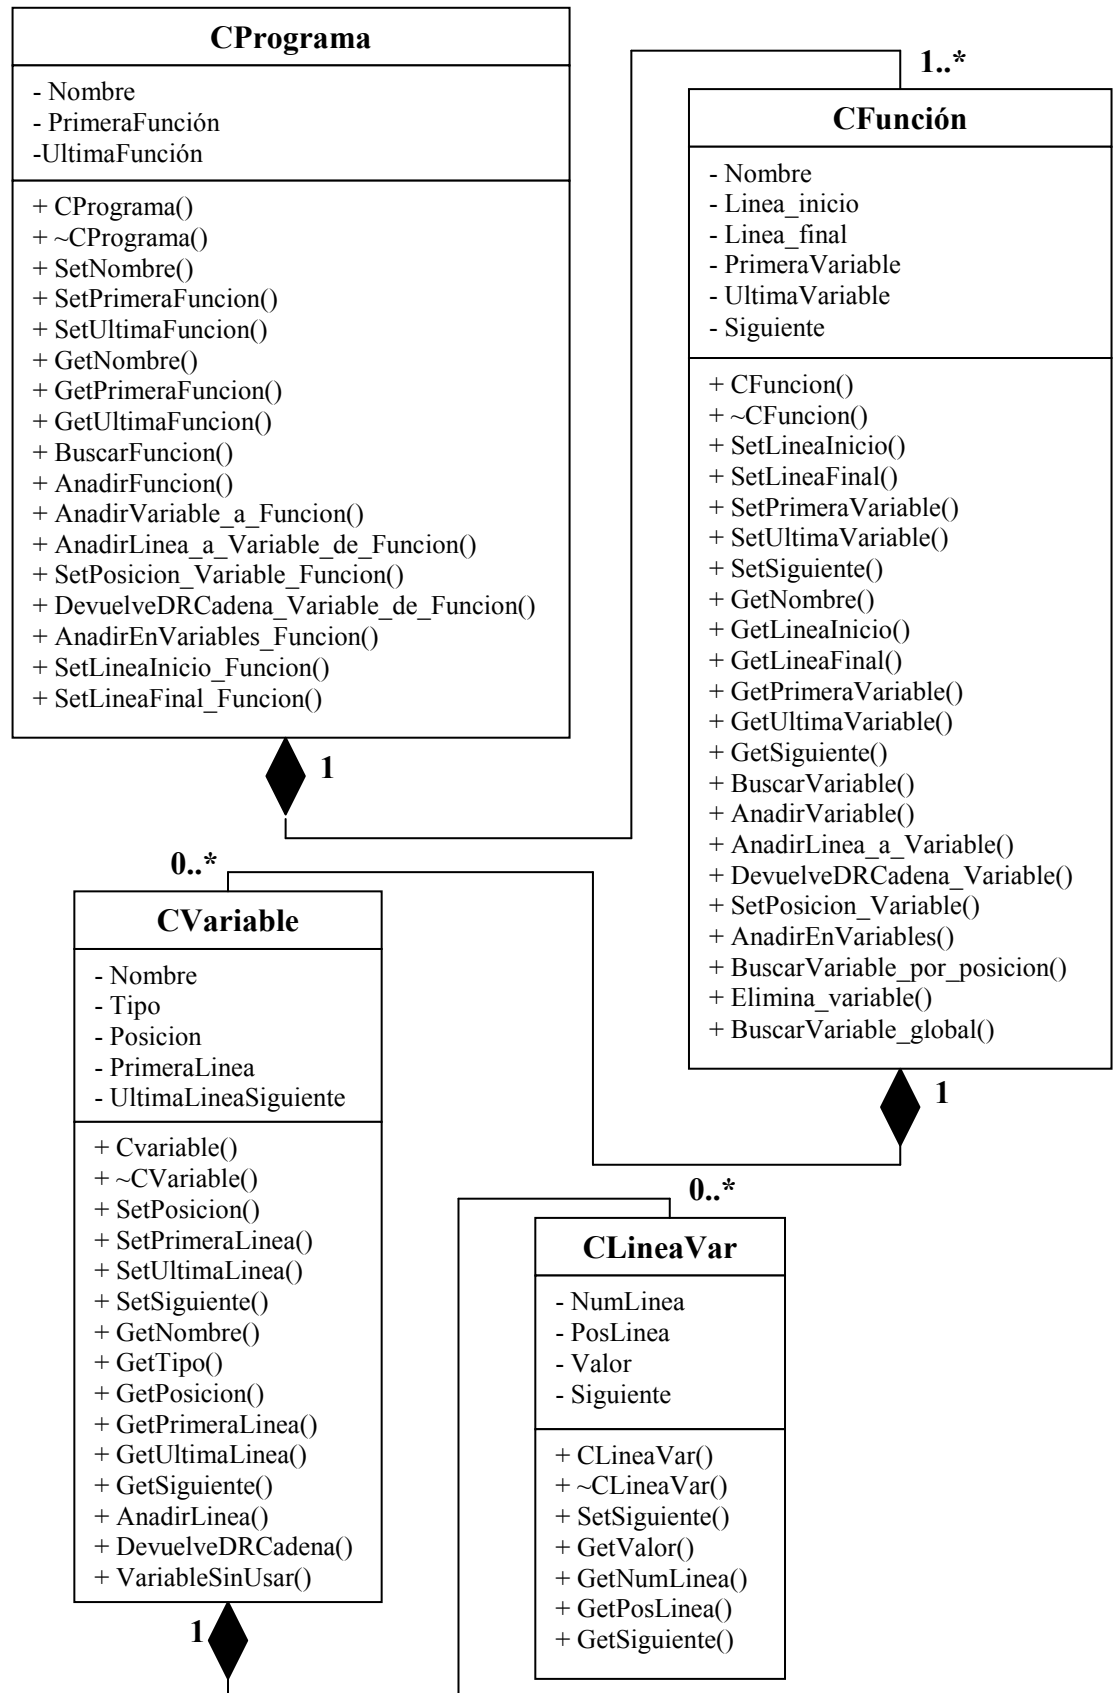 CPrograma
- Nombre
- PrimeraFunción
-UltimaFunción
+ CPrograma()
+ ~CPrograma()
+ SetNombre()
+ SetPrimeraFuncion()
+ SetUltimaFuncion()
+ GetNombre()
+ GetPrimeraFuncion()
+ GetUltimaFuncion()
+ BuscarFuncion()
+ AnadirFuncion()
+ AnadirVariable_a_Funcion()
+ AnadirLinea_a_Variable_de_Funcion()
+ SetPosicion_Variable_Funcion()
+ DevuelveDRCadena_Variable_de_Funcion()
+ AnadirEnVariables_Funcion()
+ SetLineaInicio_Funcion()
+ SetLineaFinal_Funcion()
1
1..*
CFunción
- Nombre
- Linea_inicio
- Linea_final
- PrimeraVariable
- UltimaVariable
- Siguiente
+ CFuncion()
+ ~CFuncion()
+ SetLineaInicio()
+ SetLineaFinal()
+ SetPrimeraVariable()
+ SetUltimaVariable()
+ SetSiguiente()
+ GetNombre()
+ GetLineaInicio()
+ GetLineaFinal()
+ GetPrimeraVariable()
+ GetUltimaVariable()
+ GetSiguiente()
+ BuscarVariable()
+ AnadirVariable()
+ AnadirLinea_a_Variable()
+ DevuelveDRCadena_Variable()
+ SetPosicion_Variable()
+ AnadirEnVariables()
+ BuscarVariable_por_posicion()
+ Elimina_variable()
+ BuscarVariable_global()
1
0..*
CVariable
- Nombre
- Tipo
- Posicion
- PrimeraLinea
- UltimaLineaSiguiente
+ Cvariable()
+ ~CVariable()
+ SetPosicion()
+ SetPrimeraLinea()
+ SetUltimaLinea()
+ SetSiguiente()
+ GetNombre()
+ GetTipo()
+ GetPosicion()
+ GetPrimeraLinea()
+ GetUltimaLinea()
+ GetSiguiente()
+ AnadirLinea()
+ DevuelveDRCadena()
+ VariableSinUsar()
1
0..*
CLineaVar
- NumLinea
- PosLinea
- Valor
- Siguiente
+ CLineaVar()
+ ~CLineaVar()
+ SetSiguiente()
+ GetValor()
+ GetNumLinea()
+ GetPosLinea()
+ GetSiguiente()